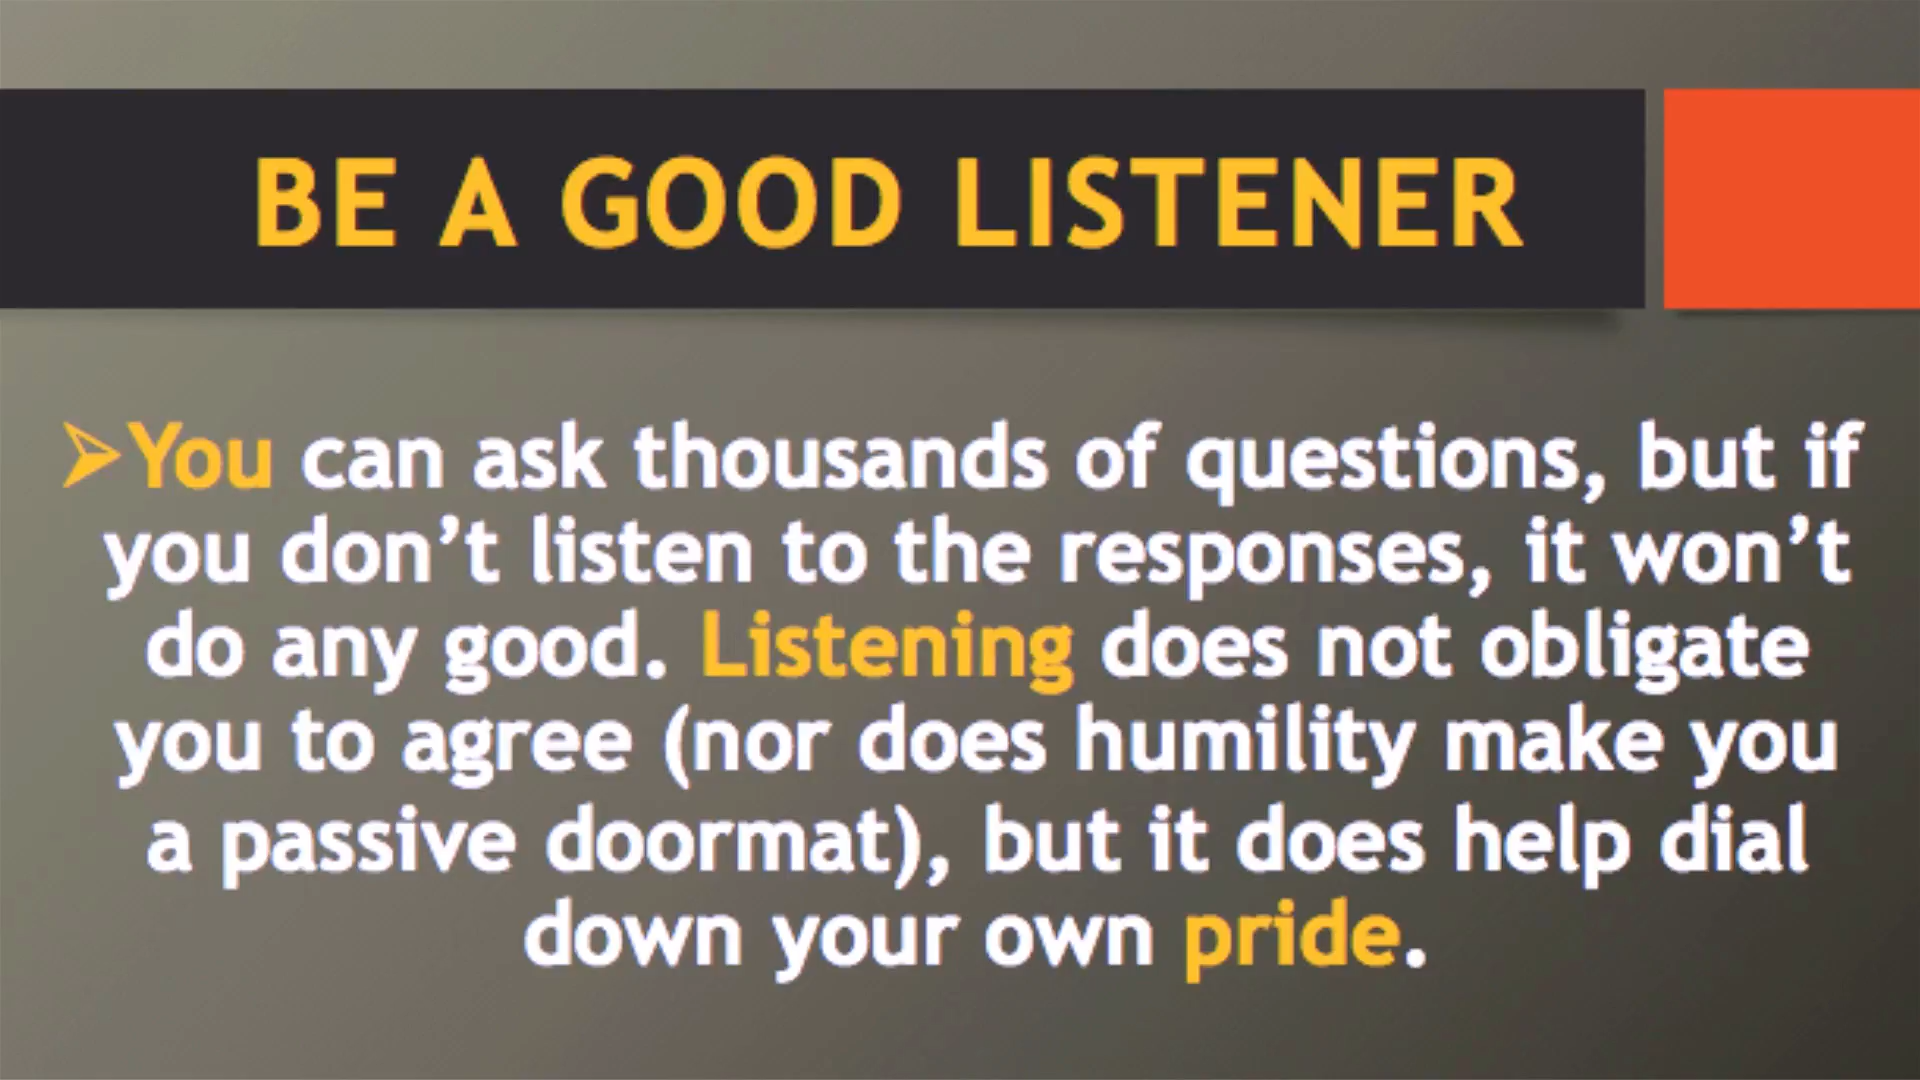 BE A GOOD LISTENER
➢You can ask thousands of questions, but if
you don’t listen to the responses, it won’t
do any good. Listening does not obligate
you to agree (nor does humility make you
a passive doormat), but it does help dial
down your own pride.